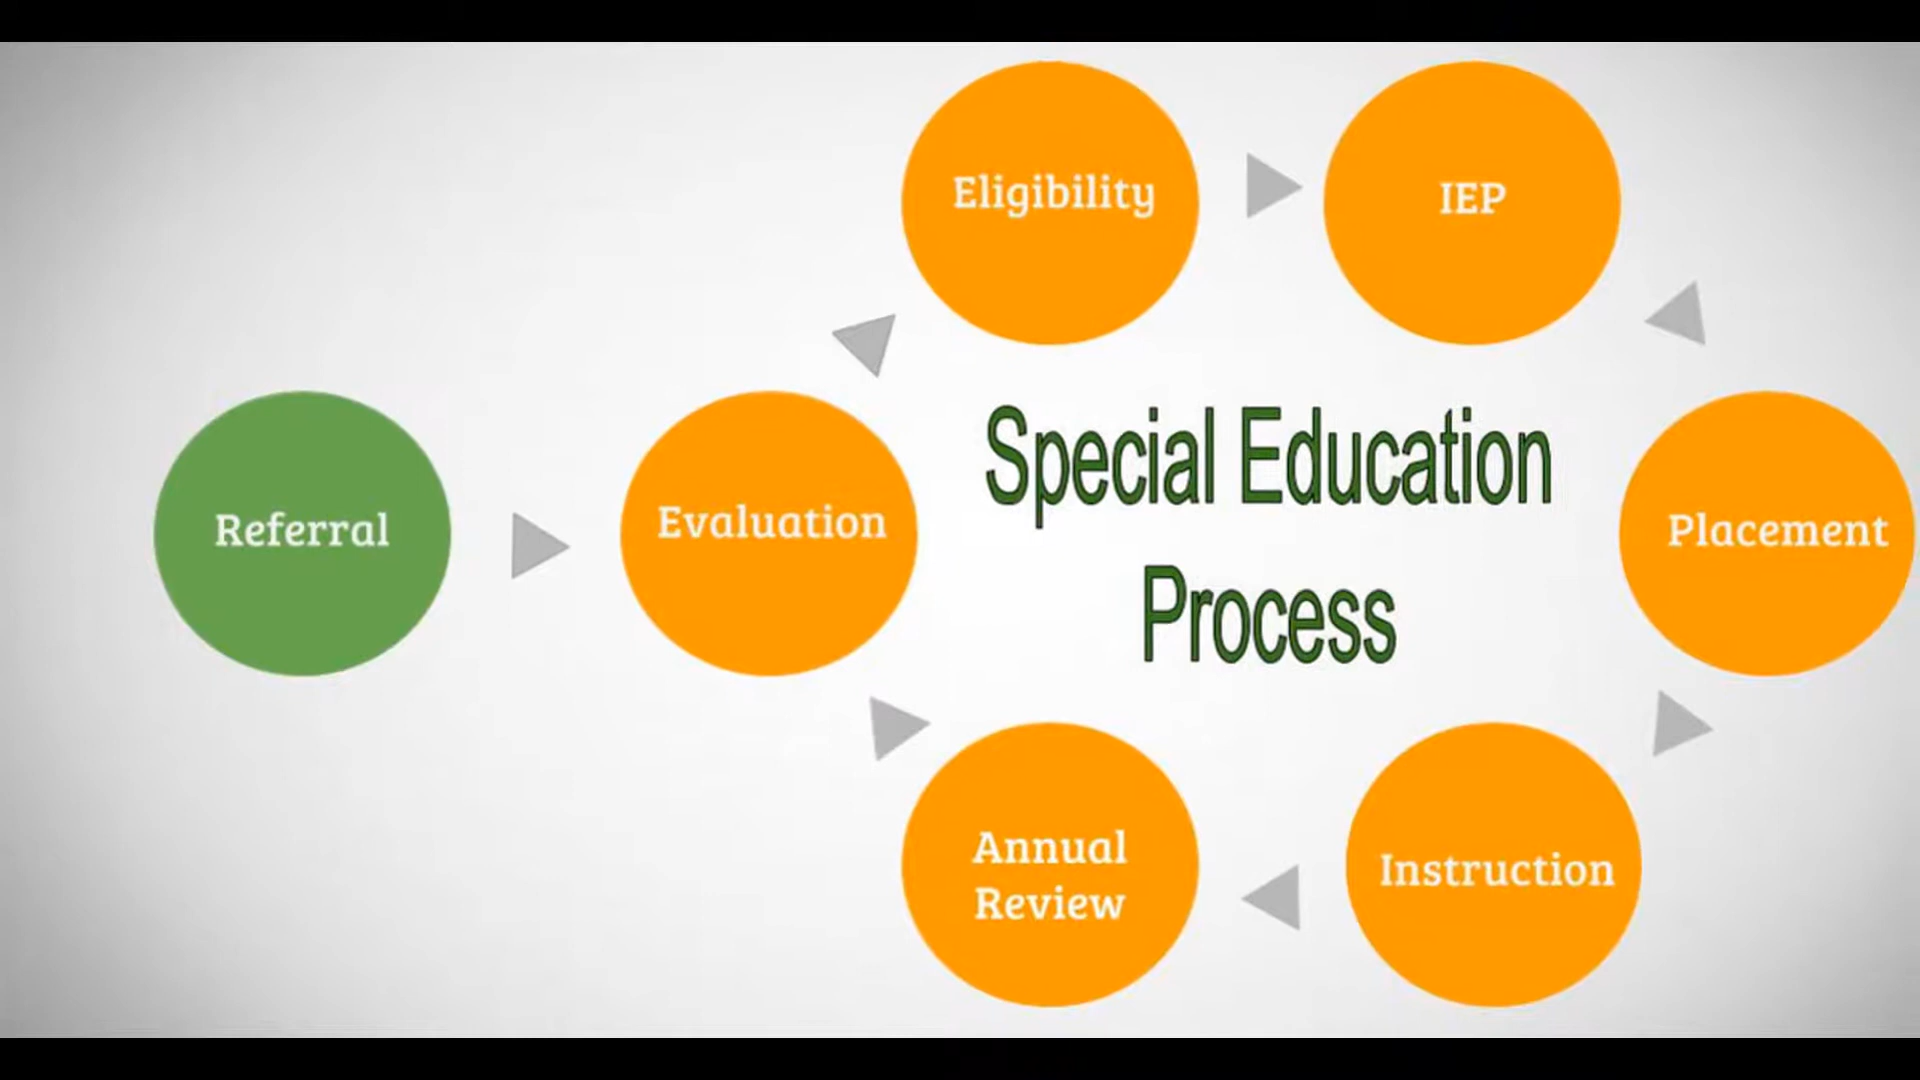 Referral
Evaluation
Eligibility
IEP
Placement
Instruction
Annual
Review
Special Education
Process